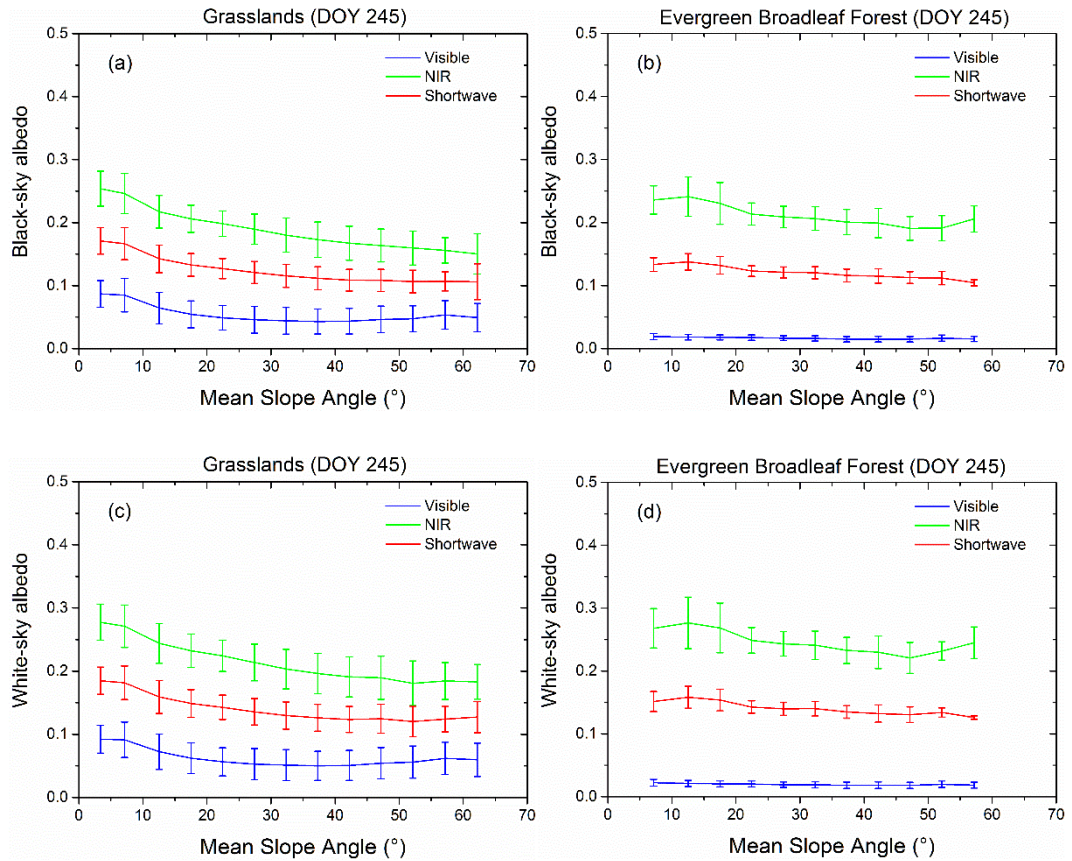 Grasslands (DOY 245)
0.5
0.4
0.3
0.2
0.1
0.0
Black-sky albedo
(a)
Visible
NIR
Shortwave
0 10 20 30 40 50 60 70
Mean Slope Angle (°)
Evergreen Broadleaf Forest (DOY 245)
0.5
0.4
0.3
0.2
0.1
0.0
Black-sky albedo
(b)
Visible
NIR
Shortwave
0 10 20 30 40 50 60 70
Mean Slope Angle (°)
Grasslands (DOY 245)
0.5
0.4
0.3
0.2
0.1
0.0
White-sky albedo
(c)
Visible
NIR
Shortwave
0 10 20 30 40 50 60 70
Mean Slope Angle (°)
Evergreen Broadleaf Forest (DOY 245)
0.5
0.4
0.3
0.2
0.1
0.0
White-sky albedo
(d)
Visible
NIR
Shortwave
0 10 20 30 40 50 60 70
Mean Slope Angle (°)